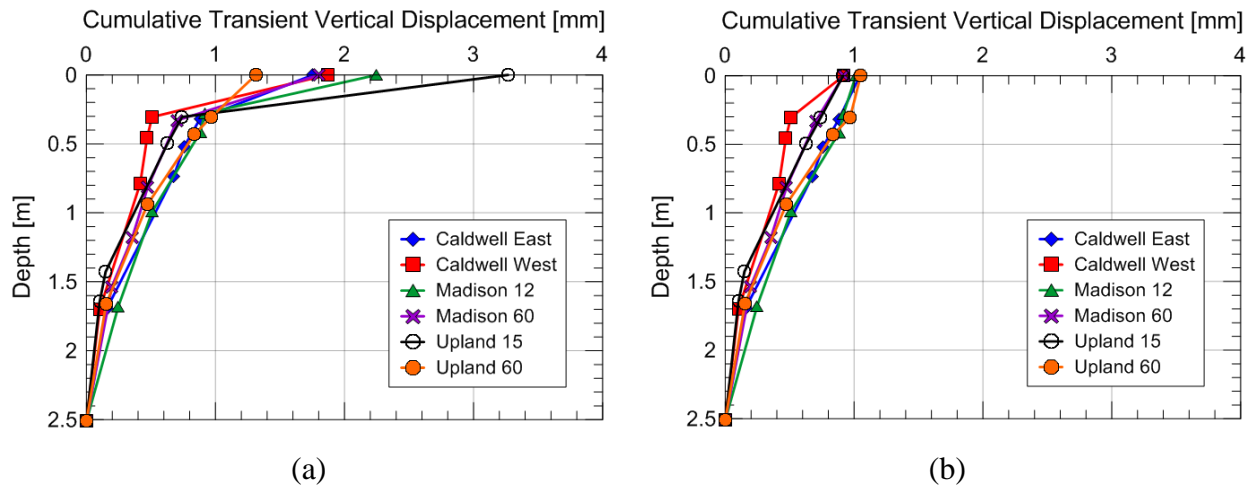 Cumulative Transient Vertical Displacement [mm]
0 1 2 3 4
0
0.5
1
1.5
2
2.5
Depth [m]
Caldwell East
Caldwell West
Madison 12
Madison 60
Upland 15
Upland 60
(a)
Cumulative Transient Vertical Displacement [mm]
0 1 2 3 4
0
0.5
1
1.5
2
2.5
Depth [m]
Caldwell East
Caldwell West
Madison 12
Madison 60
Upland 15
Upland 60
(b)